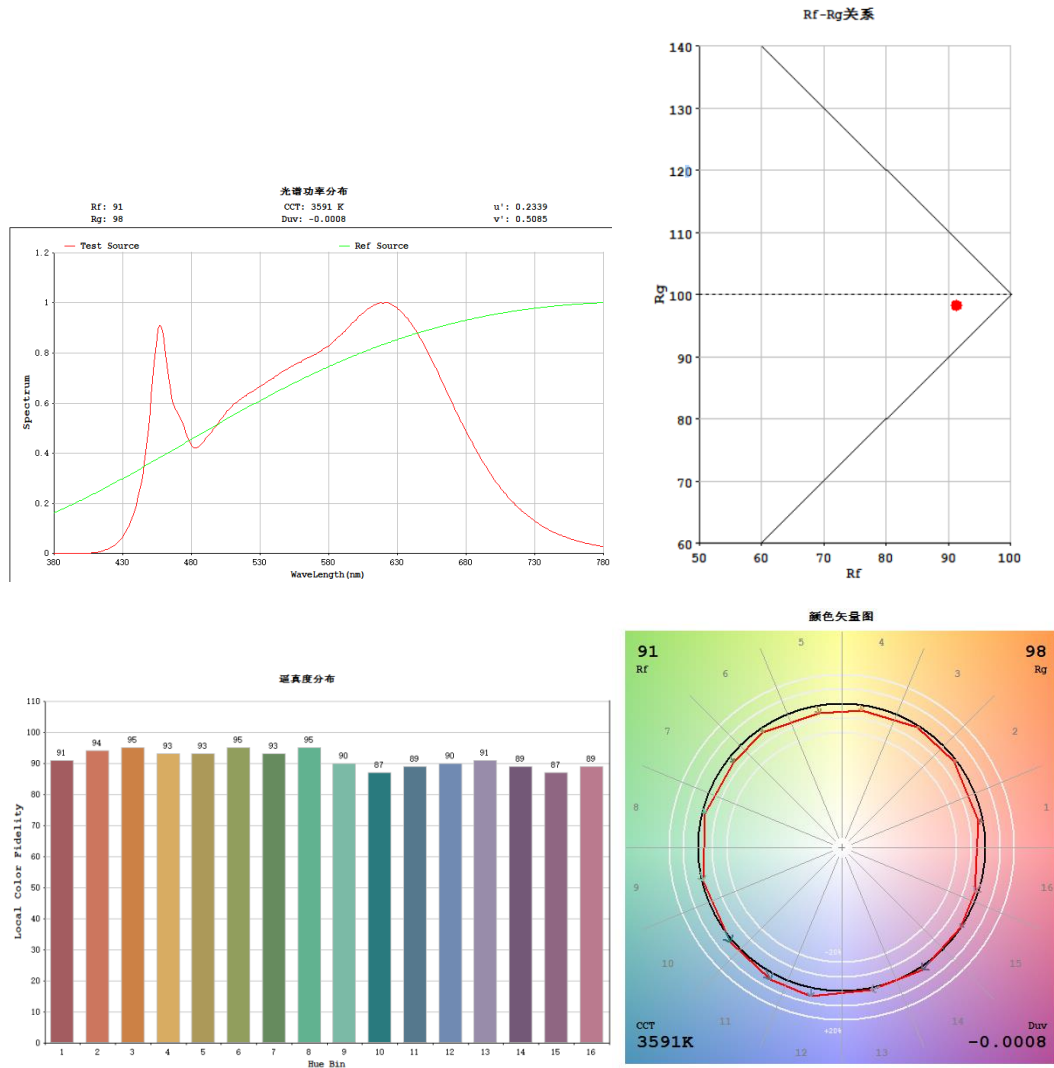 Rf-Rg关系
140
130
120
110
100
90
80
70
60
Rg
50 60 70 80 90 100
Rf
光谱功率分布
Rf: 91 CCT: 3591 K u': 0.2339
Rg: 98 Duv: -0.0008 v': 0.5085
Test Source Ref Source
1.2
1
0.8
0.6
0.4
0.2
0
Spectrum
380 430 480 530 580 630 680 730 780
WaveLength(nm)
逼真度分布
110
100
90
80
70
60
50
40
30
20
10
0
Local Color Fidelity
91 94 95 93 93 95 93 95 90 87 89 90 91 89 87 89
1 2 3 4 5 6 7 8 9 10 11 12 13 14 15 16
Hue Bin
颜色矢量图
91 98
Rf Rg
5 4
6 3
7 2
8 1
9 16
10 15
11 14
12 13
-20%
+20%
CCT Duv
3591K -0.0008